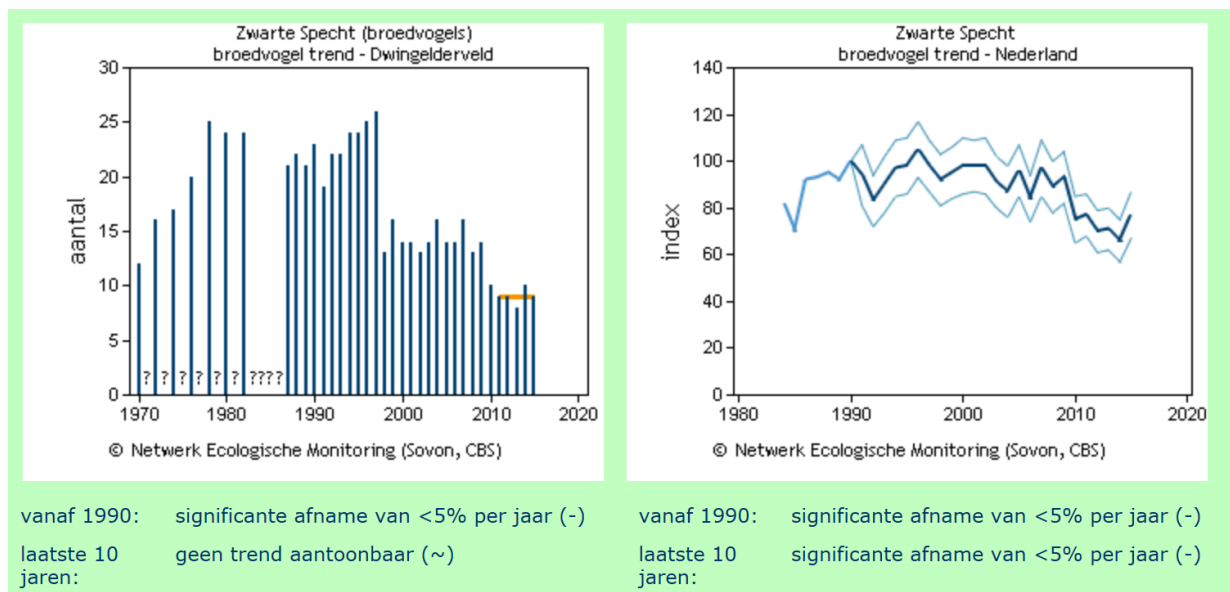 Zwarte Specht (broedvogels)
broedvogel trend - Dwingelderveld
30
25
20
15
10
5
0
aantal
? ? ? ? ? ? ????
1970 1980 1990 2000 2010 2020
© Netwerk Ecologische Monitoring (Sovon, CBS)
vanaf 1990: significante afname van <5% per jaar (-)
laatste 10 geen trend aantoonbaar (~)
jaren:
Zwarte Specht
broedvogel trend - Nederland
140
120
100
80
60
40
20
0
index
1980 1990 2000 2010 2020
© Netwerk Ecologische Monitoring (Sovon, CBS)
vanaf 1990: significante afname van <5% per jaar (-)
laatste 10 significante afname van <5% per jaar (-)
jaren: